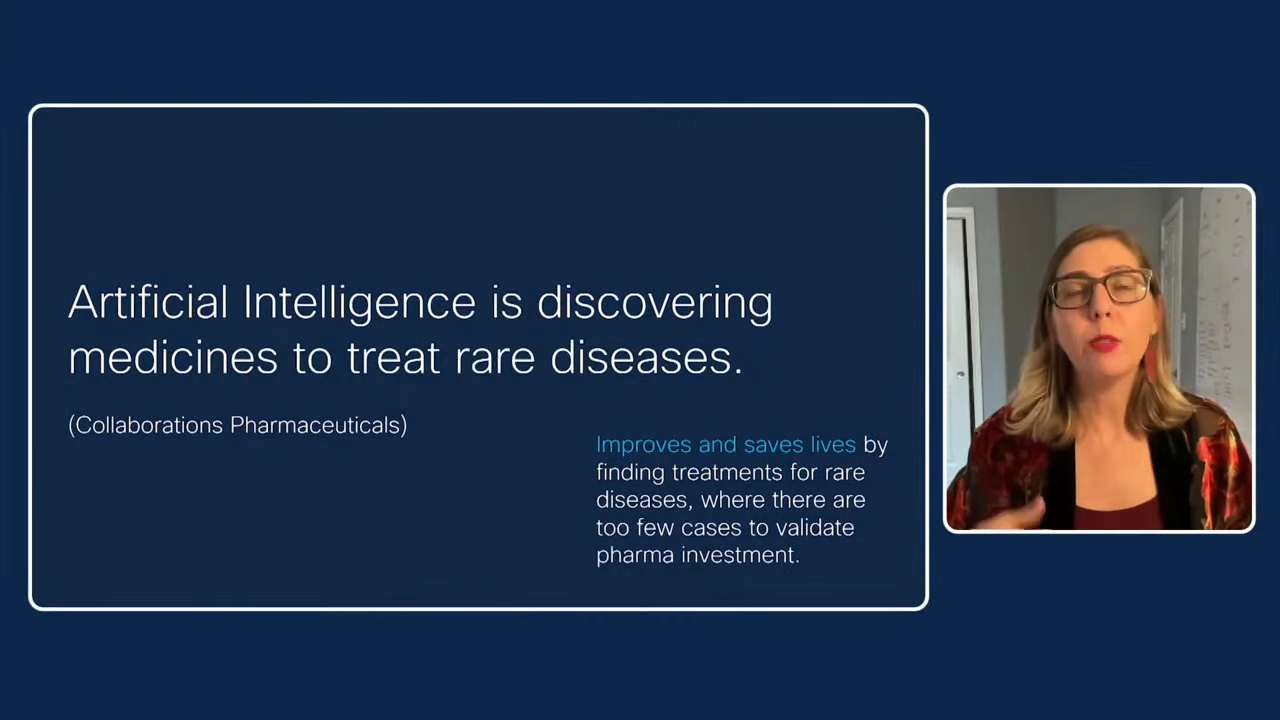 Artificial Intelligence is discovering
medicines to treat rare diseases.
(Collaborations Pharmaceuticals)
Improves and saves lives by
finding treatments for rare
diseases, where there are
too few cases to validate
pharma investment.